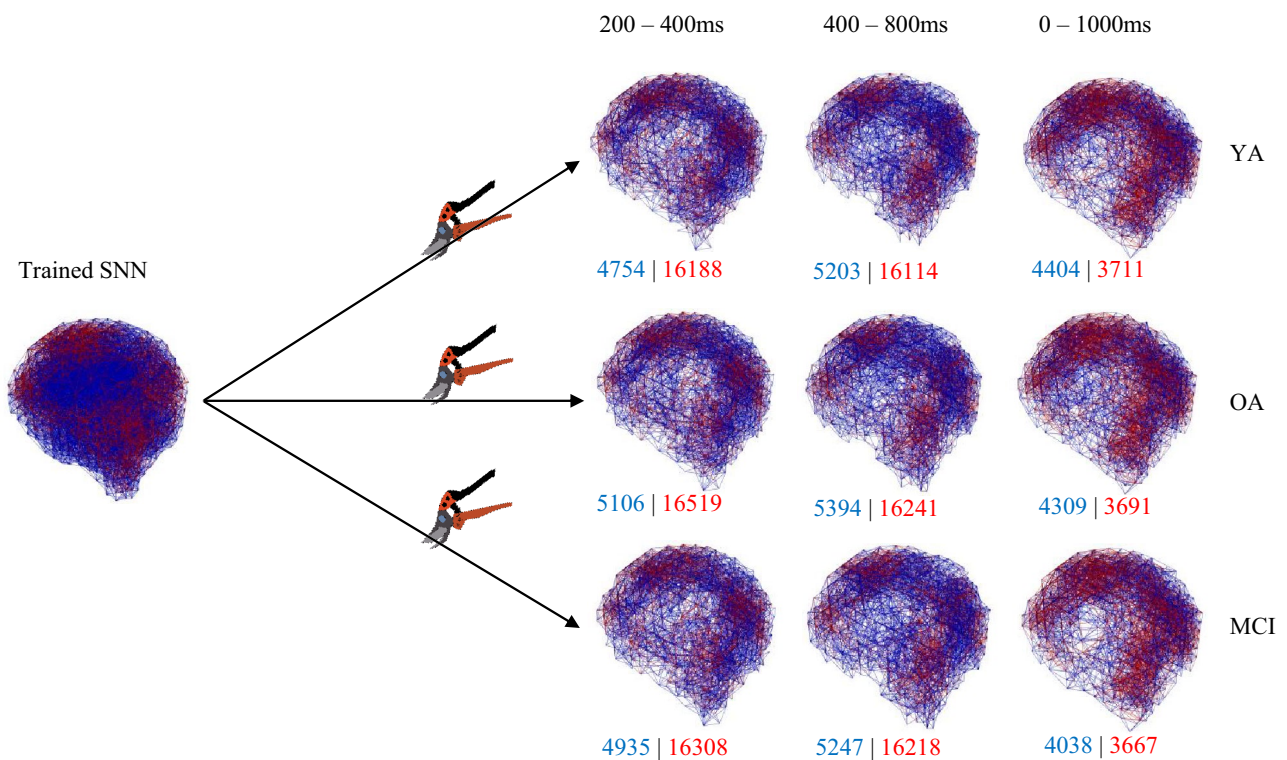 200 – 400ms 400 – 800ms 0 – 1000ms
YA
4754 | 16188 5203 | 16114 4404 | 3711
Trained SNN
OA
5106 | 16519 5394 | 16241 4309 | 3691
MCI
4935 | 16308 5247 | 16218 4038 | 3667